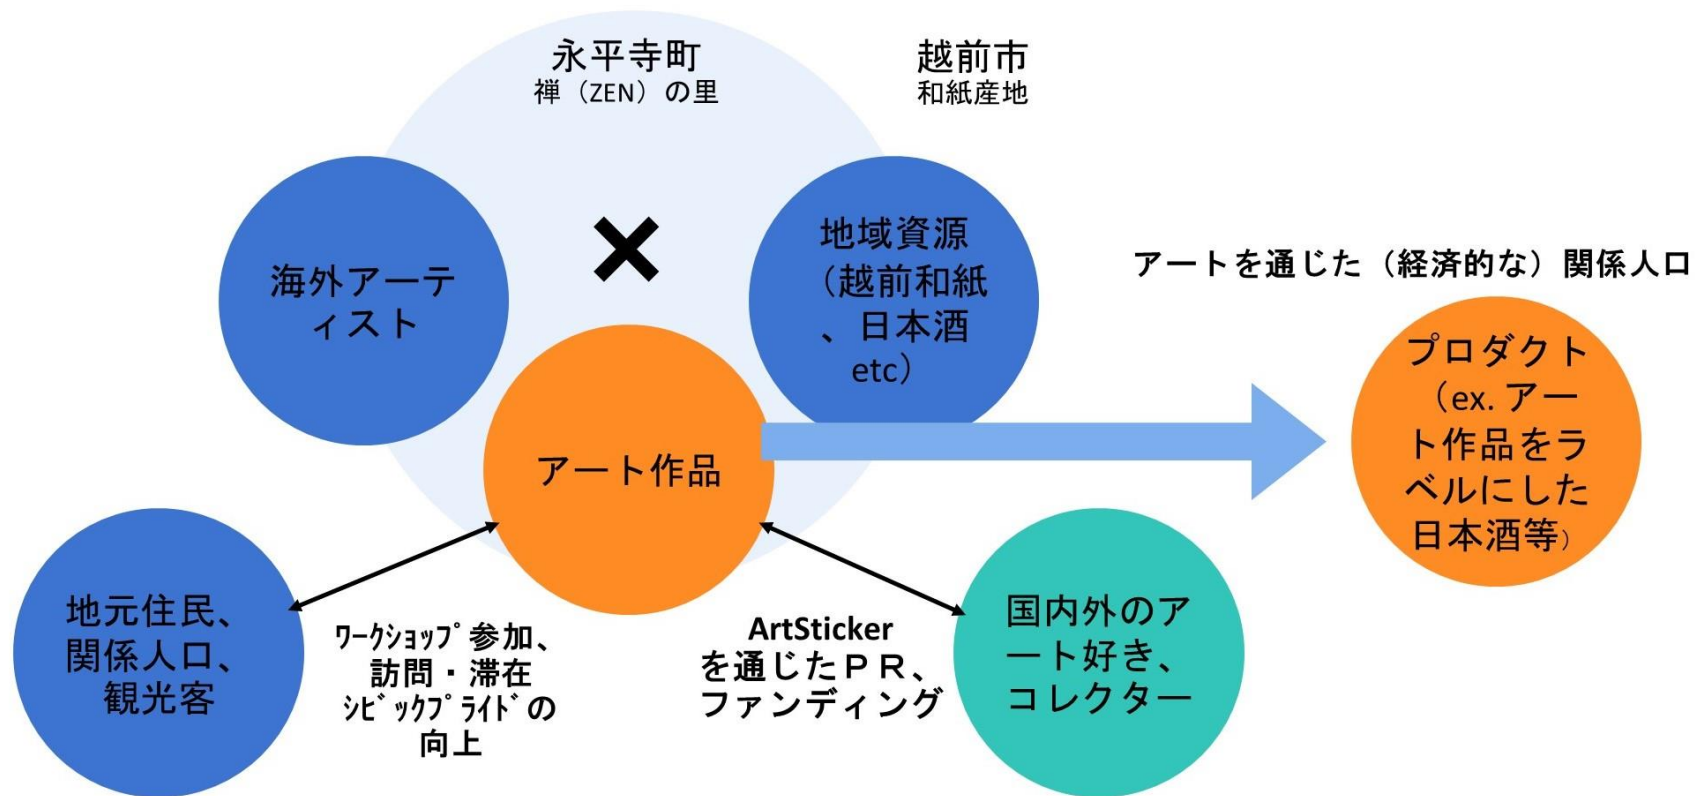 永平寺町
禅（ZEN）の里
越前市
和紙産地
海外アーテ
ィスト
地域資源
（越前和紙
、日本酒
etc）
アートを通じた（経済的な）関係人口
プロダクト
（ex. アー
ト作品をラ
ベルにした
日本酒等）
アート作品
地元住民、
関係人口、
観光客
ﾜｰｸｼｮｯﾌﾟ参加、
訪問・滞在
ｼﾋﾞｯｸﾌﾟﾗｲﾄﾞの
向上
ArtSticker
を通じたＰＲ、
ファンディング
国内外のア
ート好き、
コレクター